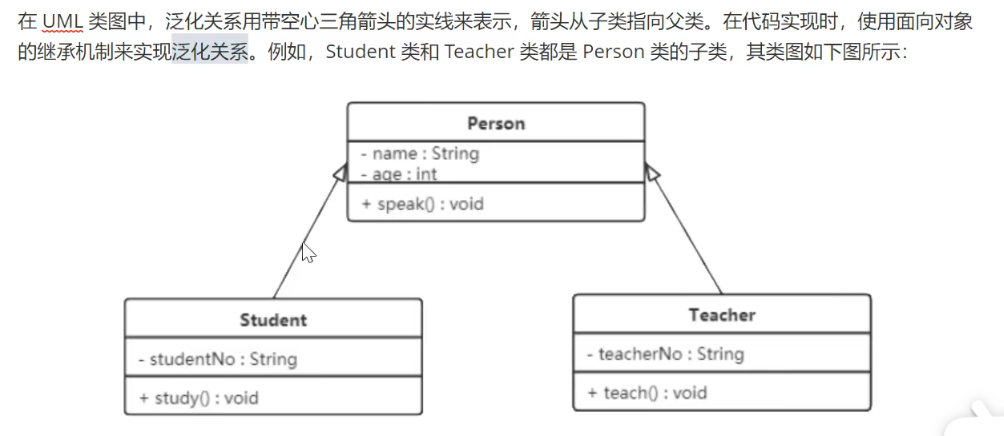 在 UML 类图中，泛化关系用带空心三角箭头的实线来表示，箭头从子类指向父类。在代码实现时，使用面向对象
的继承机制来实现泛化关系。例如，Student 类和 Teacher 类都是 Person 类的子类，其类图如下图所示：
Person
- name : String
- age : int
+ speak() : void
Student
- studentNo : String
+ study() : void
Teacher
- teacherNo : String
+ teach() : void